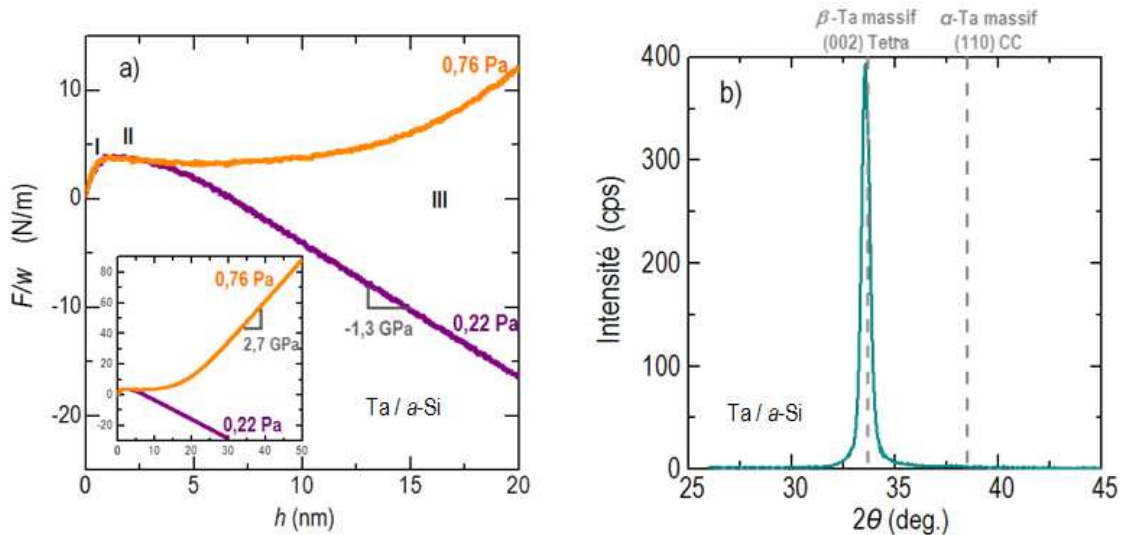 a)
0,76 Pa
I
II
III
10
0
-10
-20
F/w (N/m)
-1,3 GPa
0,22 Pa
Ta / a-Si
0 5 10 15 20
h (nm)
80
60
40
20
0
-20
0,76 Pa
2,7 GPa
0,22 Pa
0 10 20 30 40 50
β-Ta massif
(002) Tetra
α-Ta massif
(110) CC
b)
400
300
200
100
0
Intensité (cps)
Ta / a-Si
25 30 35 40 45
2θ (deg.)